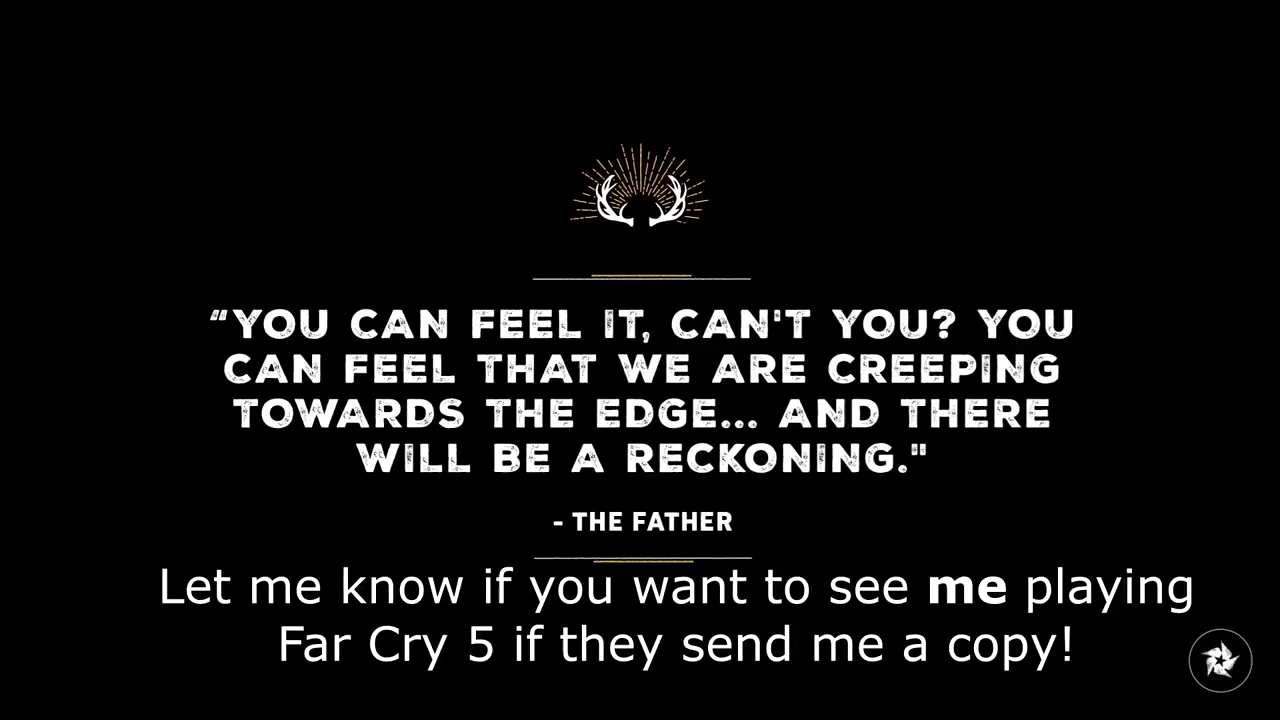 “YOU CAN FEEL IT, CAN'T YOU? YOU
CAN FEEL THAT WE ARE CREEPING
TOWARDS THE EDGE... AND THERE
WILL BE A RECKONING."
- THE FATHER
Let me know if you want to see me playing
Far Cry 5 if they send me a copy!